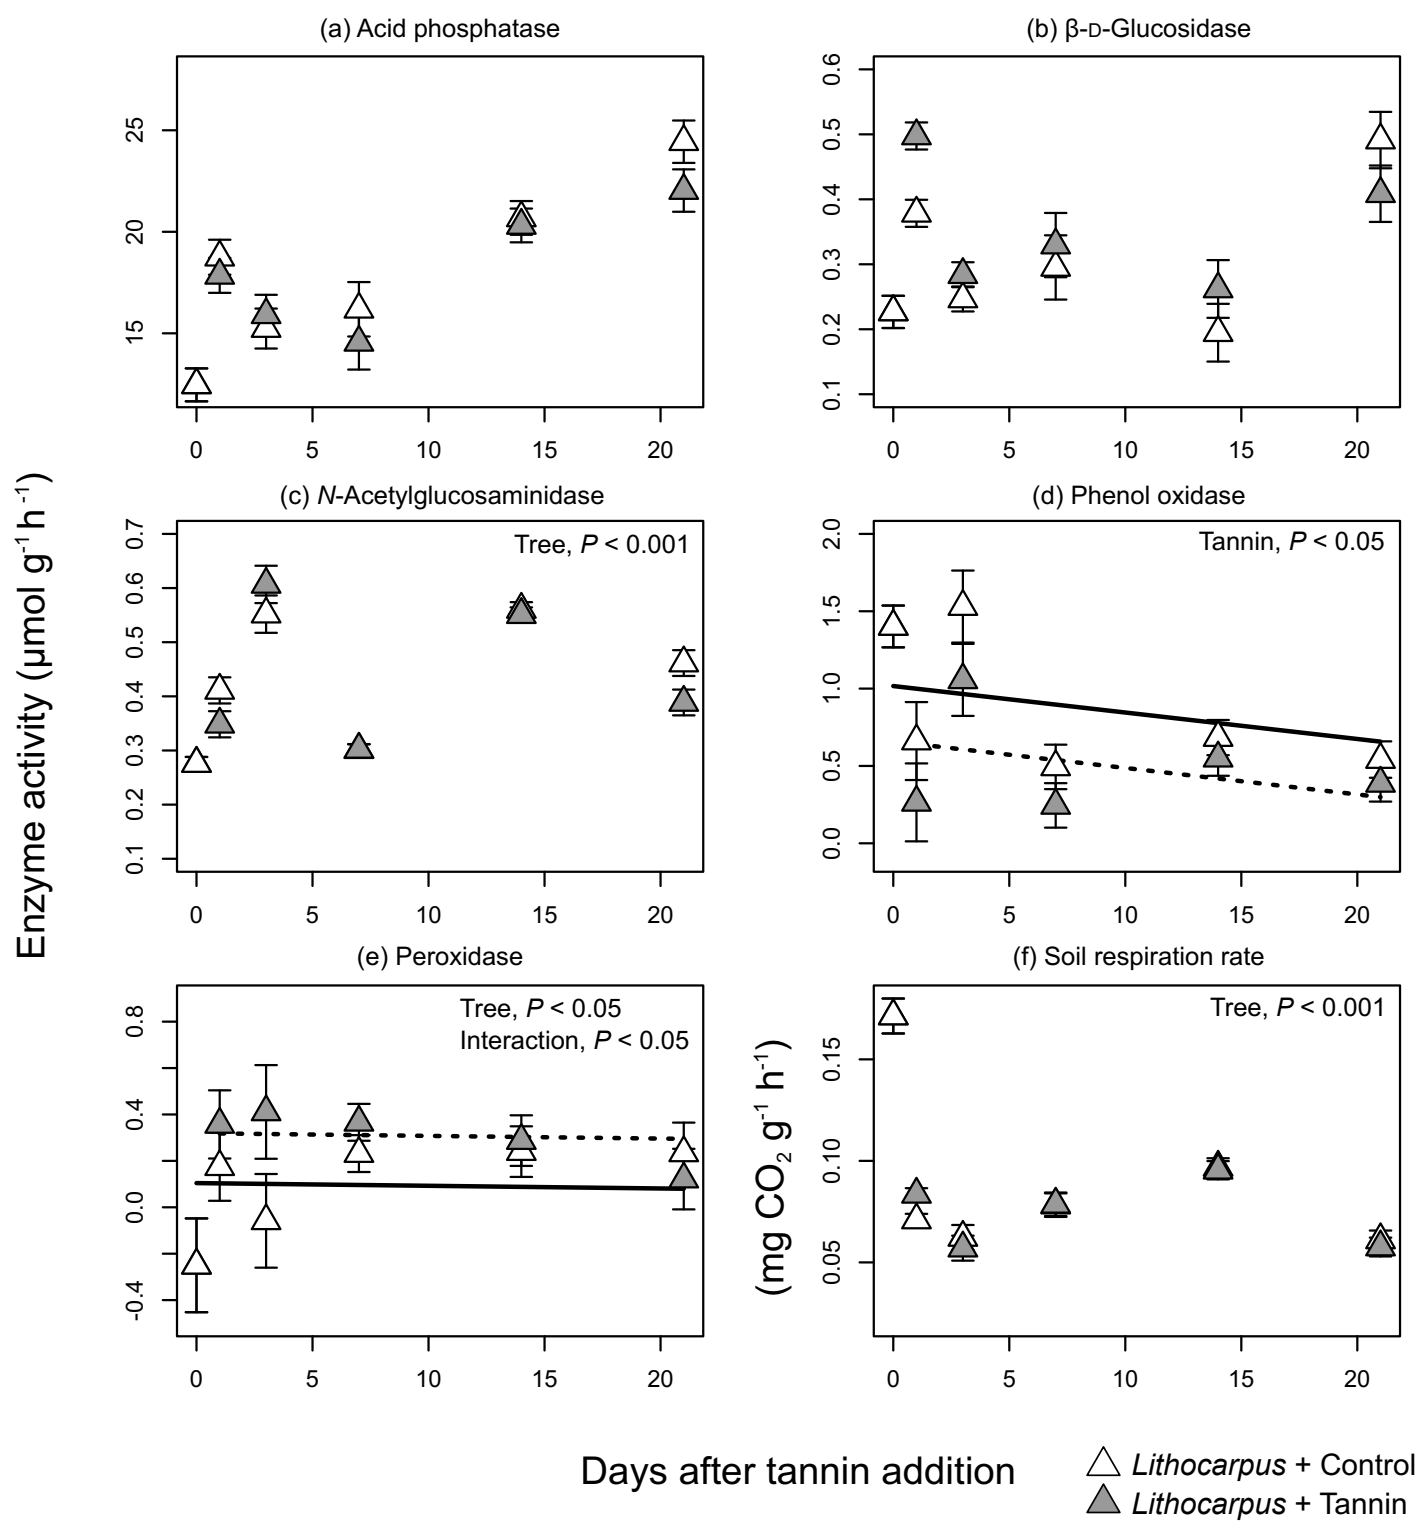 (a) Acid phosphatase
25
20
15
0 5 10 15 20
(b) β-D-Glucosidase
0.6
0.5
0.4
0.3
0.2
0.1
0 5 10 15 20
(c) N-Acetylglucosaminidase
Tree, P < 0.001
0.7
0.6
0.5
0.4
0.3
0.2
0.1
0 5 10 15 20
(d) Phenol oxidase
Tannin, P < 0.05
2.0
1.5
1.0
0.5
0.0
0 5 10 15 20
Enzyme activity (μmol g⁻¹ h⁻¹)
(e) Peroxidase
Tree, P < 0.05
Interaction, P < 0.05
0.8
0.4
0.0
-0.4
0 5 10 15 20
(f) Soil respiration rate
Tree, P < 0.001
(mg CO₂ g⁻¹ h⁻¹)
0.15
0.10
0.05
0 5 10 15 20
Days after tannin addition
Lithocarpus + Control
Lithocarpus + Tannin